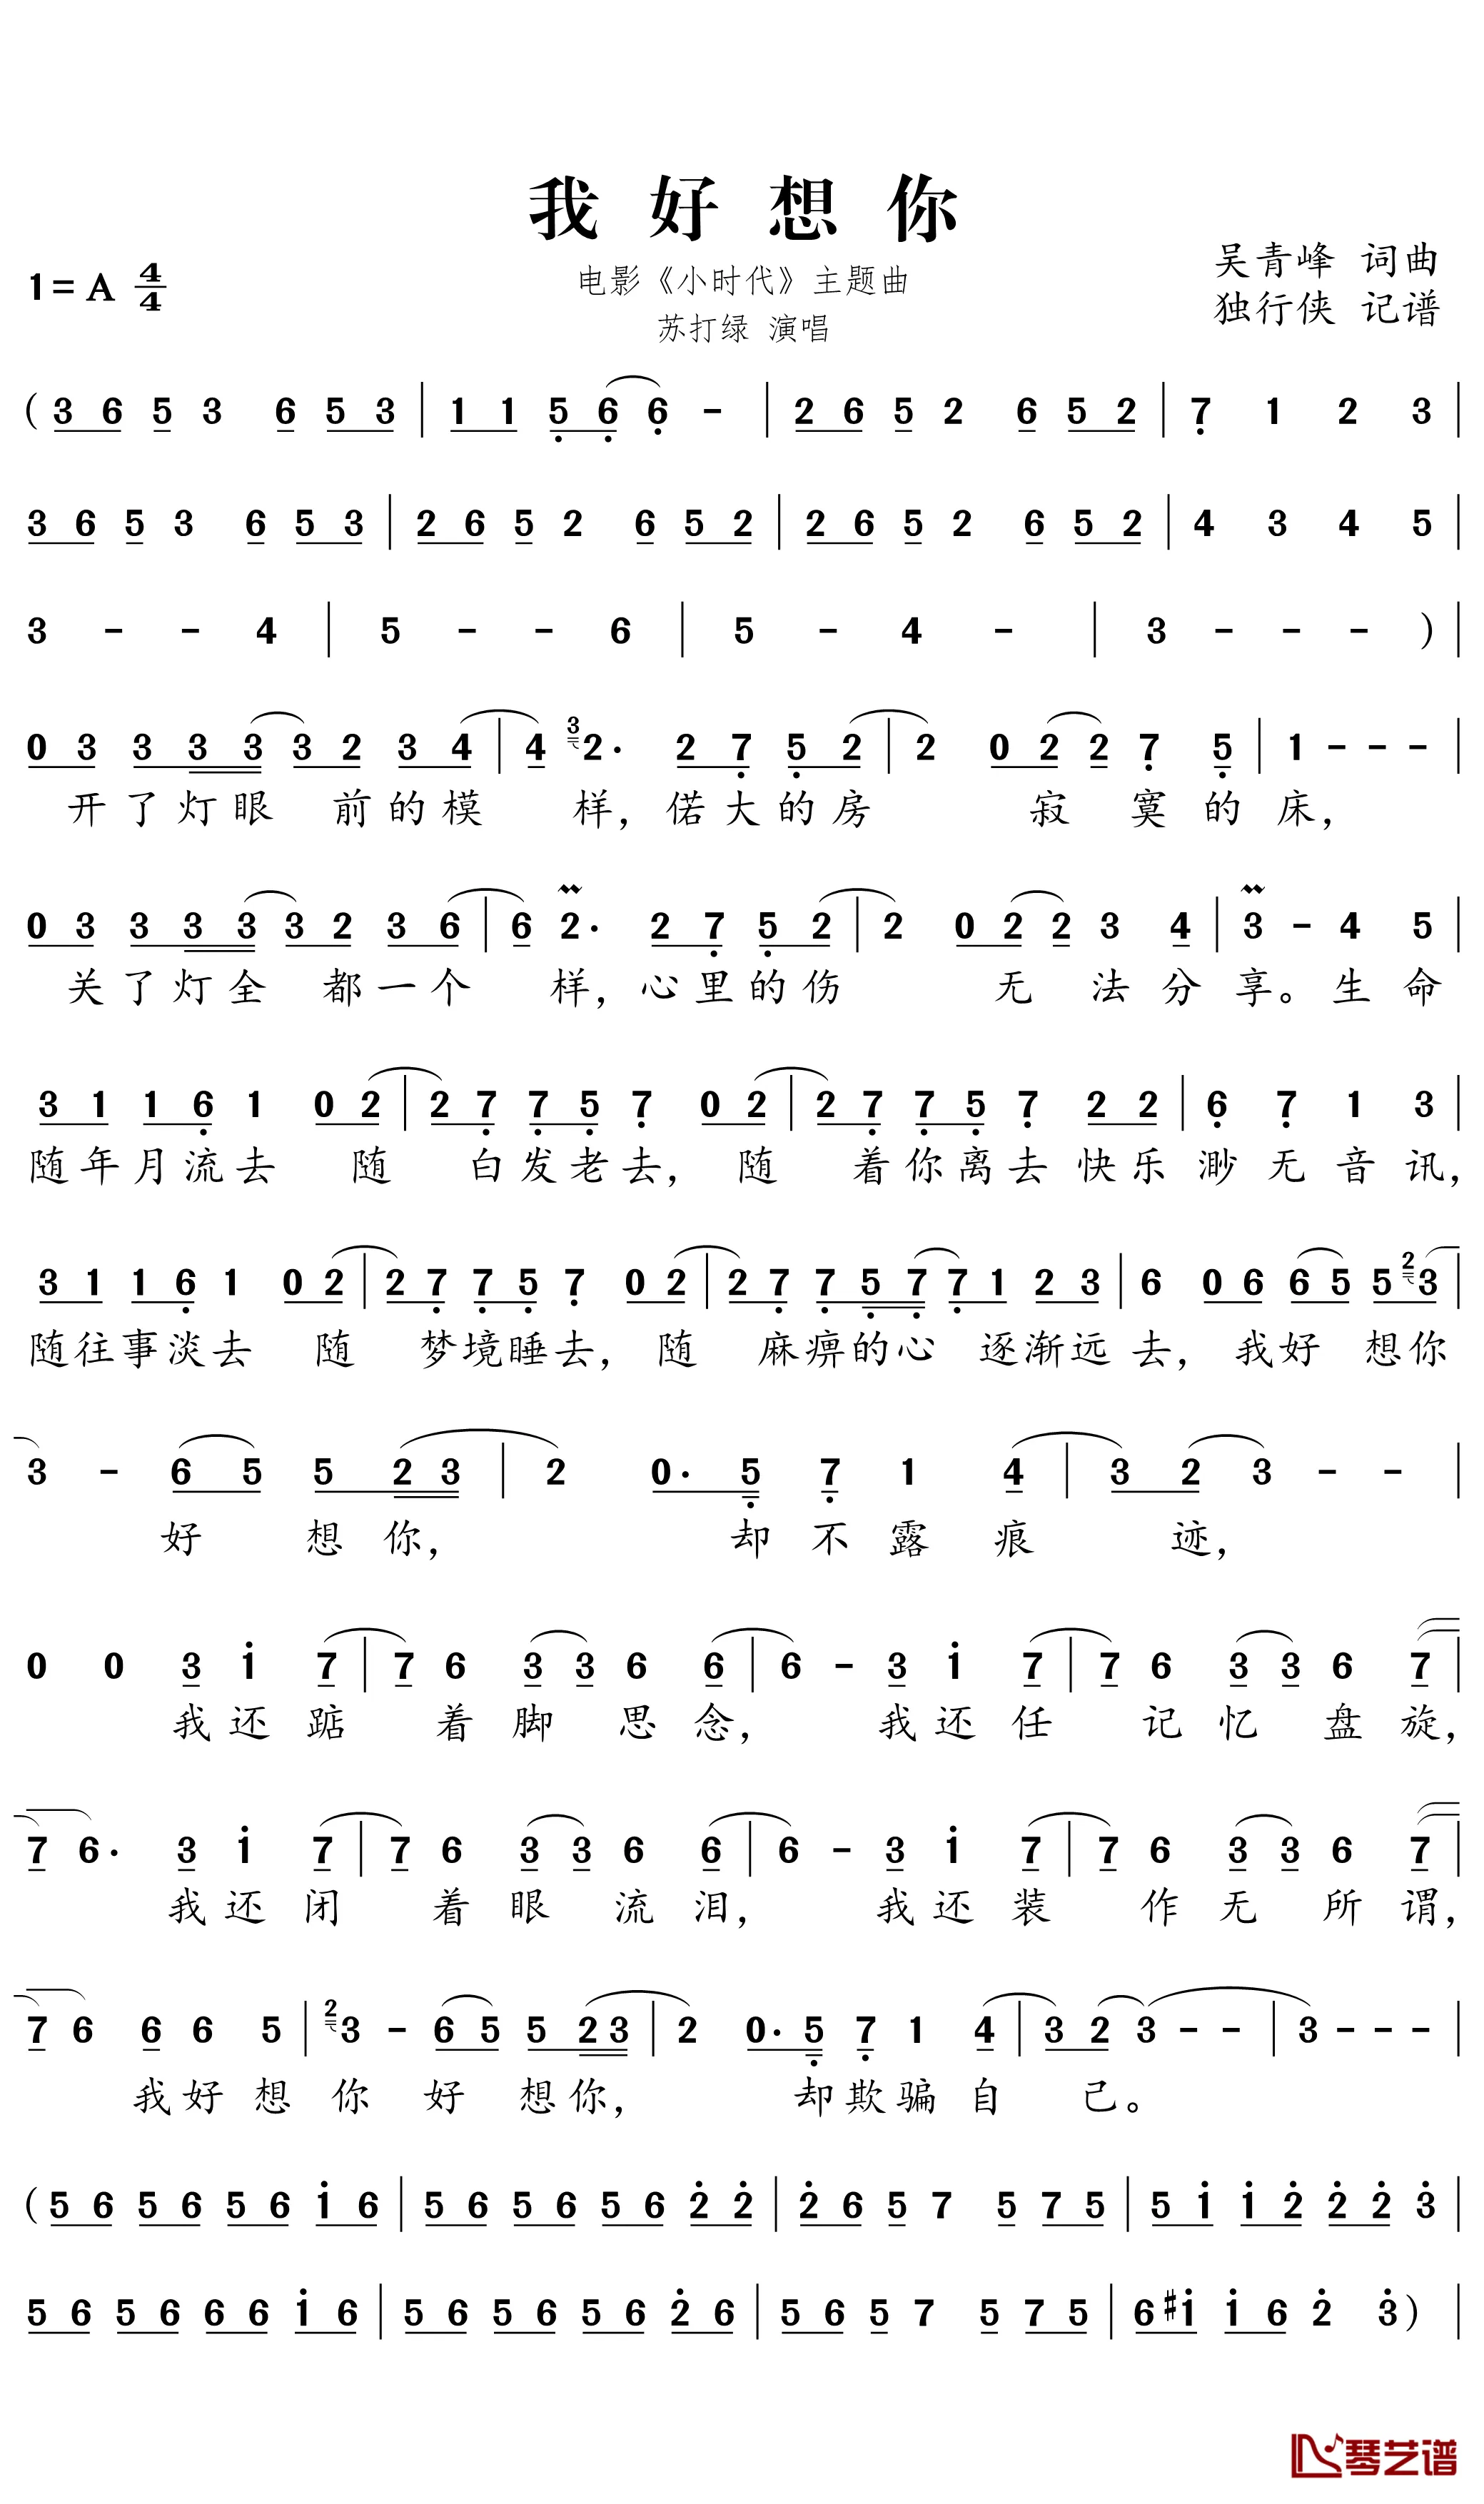 我好想你
1=A 4/4
电影《小时代》主题曲
苏打绿 演唱
吴青峰 词曲
独行侠 记谱
( 3 6 5 3 6 5 3 | 1 1 5 6 6 - | 2 6 5 2 6 5 2 | 7 1 2 3 |
3 6 5 3 6 5 3 | 2 6 5 2 6 5 2 | 2 6 5 2 6 5 2 | 4 3 4 5 |
3 - - 4 | 5 - - 6 | 5 - 4 - | 3 - - - ) |
0 3 3 3 3 3 2 3 4 | 4 3 2· 2 7 5 2 | 2 0 2 2 7 5 | 1 - - - |
开了灯眼 前的模 样，偌大的房 寂 寞的床，
0 3 3 3 3 3 2 3 6 | 6 2· 2 7 5 2 | 2 0 2 2 3 4 | 3 - 4 5 |
关了灯全 都一个 样，心里的伤 无 法分享。生命
3 1 1 6 1 0 2 | 2 7 7 5 7 0 2 | 2 7 7 5 7 2 2 | 6 7 1 3 |
随年月流去 随 白发老去，随 着你离去快乐渺无音讯，
3 1 1 6 1 0 2 | 2 7 7 5 7 0 2 | 2 7 7 5 7 7 1 2 3 | 6 0 6 6 5 5 2 3 |
随往事淡去 随 梦境睡去，随 麻痹的心 逐渐远去，我好 想你
3 - 6 5 5 2 3 | 2 0· 5 7 1 4 | 3 2 3 - - |
好 想你， 却不露痕 迹，
0 0 3 i 7 | 7 6 3 3 6 6 | 6 - 3 i 7 | 7 6 3 3 6 7 |
我还踮 着脚 思念， 我还任 记忆 盘旋，
7 6· 3 i 7 | 7 6 3 3 6 6 | 6 - 3 i 7 | 7 6 3 3 6 7 |
我还闭 着眼 流泪， 我还装 作无 所谓，
7 6 6 6 5 | 2 3 - 6 5 5 2 3 | 2 0· 5 7 1 4 | 3 2 3 - - | 3 - - - |
我好想你好 想你， 却欺骗自 己。
( 5 6 5 6 5 6 i 6 | 5 6 5 6 5 6 2 2 | 2 6 5 7 5 7 5 | 5 i i 2 2 2 3 |
5 6 5 6 6 6 i 6 | 5 6 5 6 5 6 2 6 | 5 6 5 7 5 7 5 | 6 #i i 6 2 3 ) |
琴艺谱